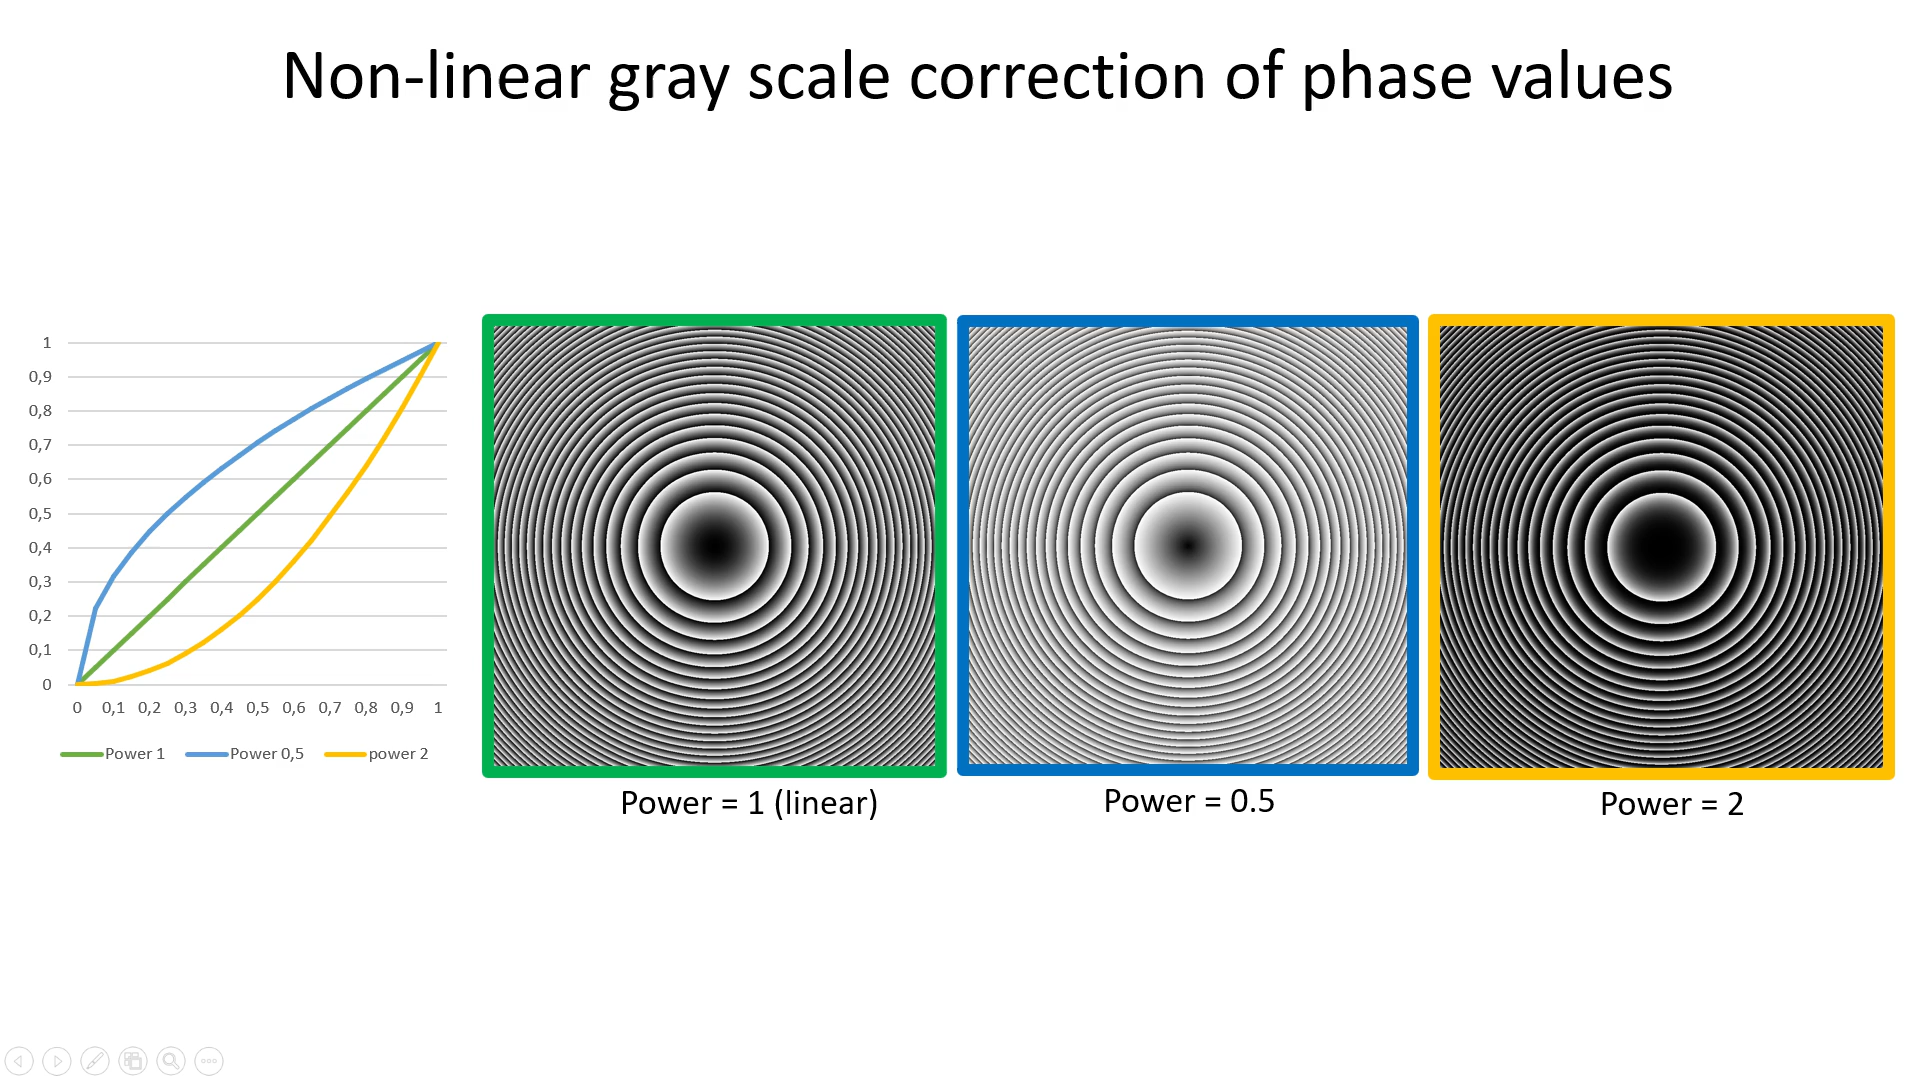 Non-linear gray scale correction of phase values
1
0,9
0,8
0,7
0,6
0,5
0,4
0,3
0,2
0,1
0
0 0,1 0,2 0,3 0,4 0,5 0,6 0,7 0,8 0,9 1
Power 1 Power 0,5 power 2
Power = 1 (linear)
Power = 0.5
Power = 2